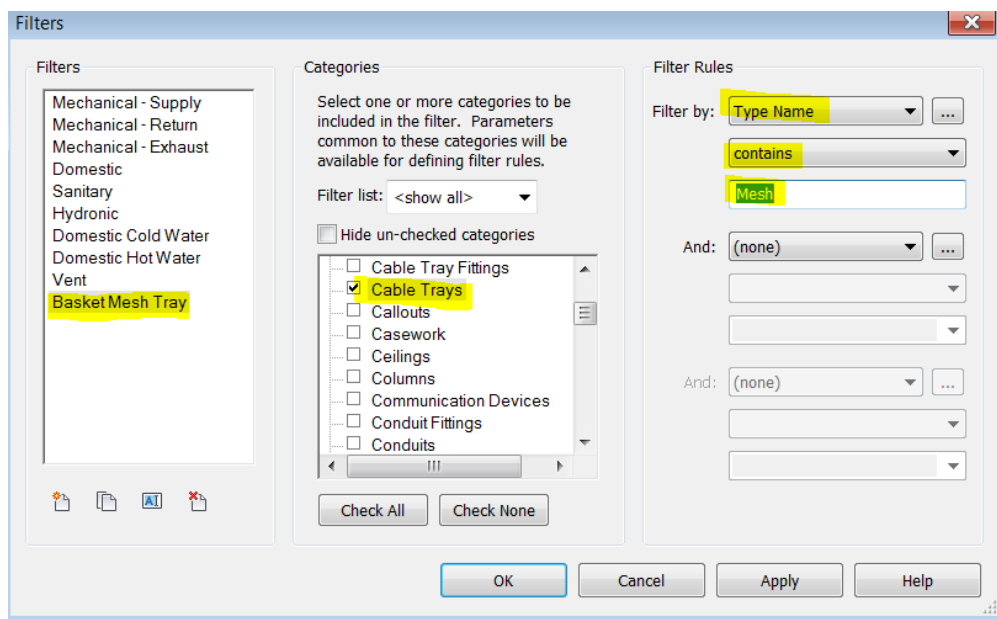 Filters
Filters
Mechanical - Supply
Mechanical - Return
Mechanical - Exhaust
Domestic
Sanitary
Hydronic
Domestic Cold Water
Domestic Hot Water
Vent
Basket Mesh Tray
Categories
Select one or more categories to be
included in the filter. Parameters
common to these categories will be
available for defining filter rules.
Filter list: <show all>
Hide un-checked categories
Cable Tray Fittings
Cable Trays
Callouts
Casework
Ceilings
Columns
Communication Devices
Conduit Fittings
Conduits
Check All Check None
Filter Rules
Filter by: Type Name ...
contains
Mesh
And: (none) ...
And: (none) ...
OK Cancel Apply Help